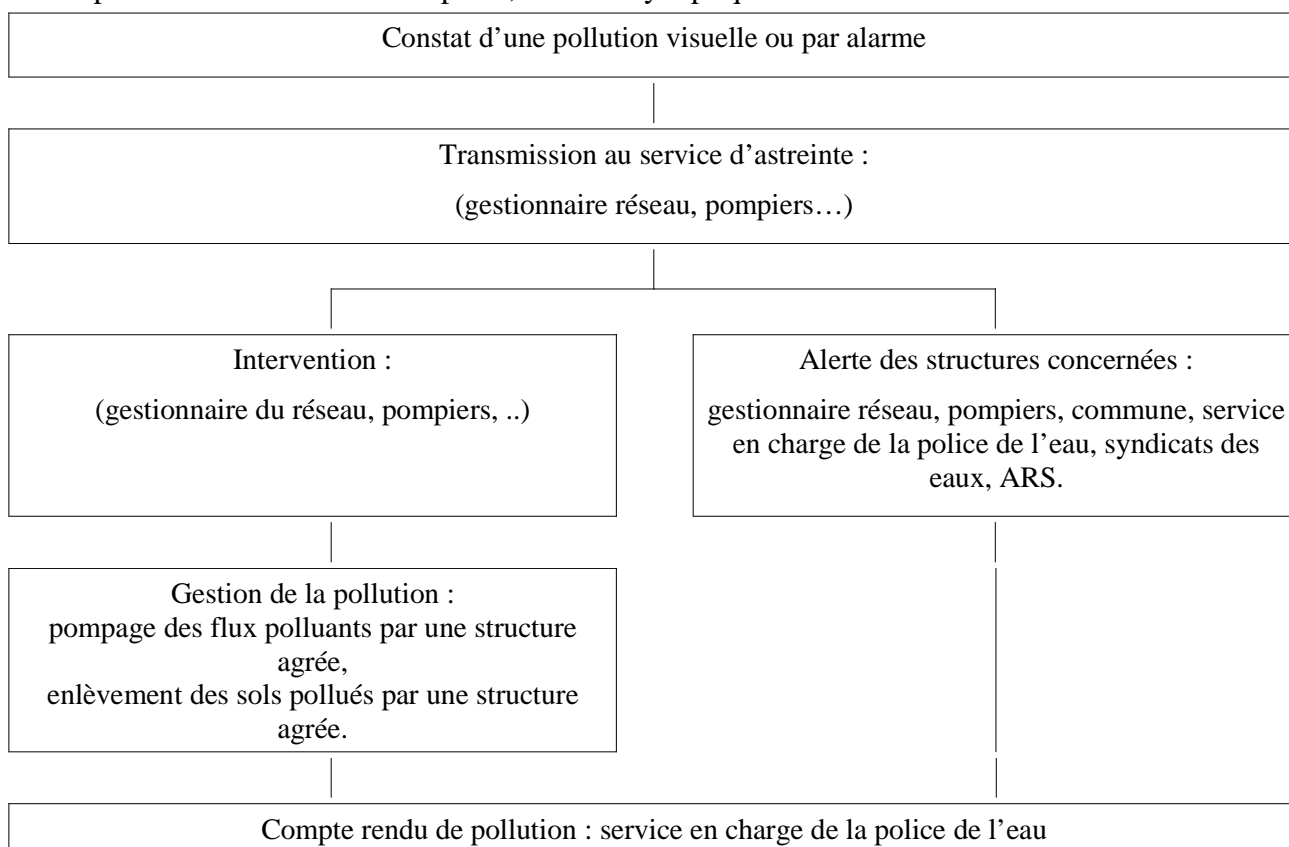 Constat d’une pollution visuelle ou par alarme
Transmission au service d’astreinte :
(gestionnaire réseau, pompiers…)
Intervention :
(gestionnaire du réseau, pompiers, ..)
Alerte des structures concernées :
gestionnaire réseau, pompiers, commune, service
en charge de la police de l’eau, syndicats des
eaux, ARS.
Gestion de la pollution :
pompage des flux polluants par une structure
agrée,
enlèvement des sols pollués par une structure
agrée.
Compte rendu de pollution : service en charge de la police de l’eau